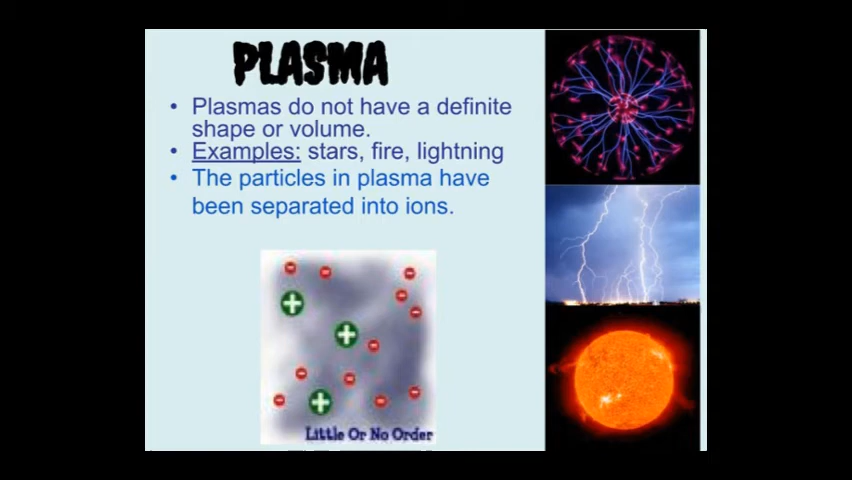 PLASMA
• Plasmas do not have a definite
shape or volume.
• Examples: stars, fire, lightning
• The particles in plasma have
been separated into ions.
Little Or No Order